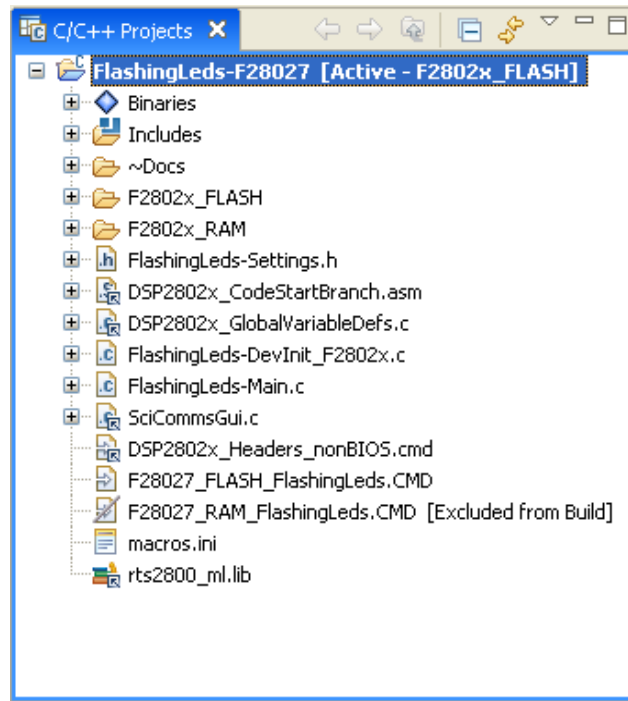 C/C++ Projects
FlashingLeds-F28027 [Active - F2802x_FLASH]
Binaries
Includes
~Docs
F2802x_FLASH
F2802x_RAM
FlashingLeds-Settings.h
DSP2802x_CodeStartBranch.asm
DSP2802x_GlobalVariableDefs.c
FlashingLeds-DevInit_F2802x.c
FlashingLeds-Main.c
SciCommsGui.c
DSP2802x_Headers_nonBIOS.cmd
F28027_FLASH_FlashingLeds.CMD
F28027_RAM_FlashingLeds.CMD [Excluded from Build]
macros.ini
rts2800_ml.lib